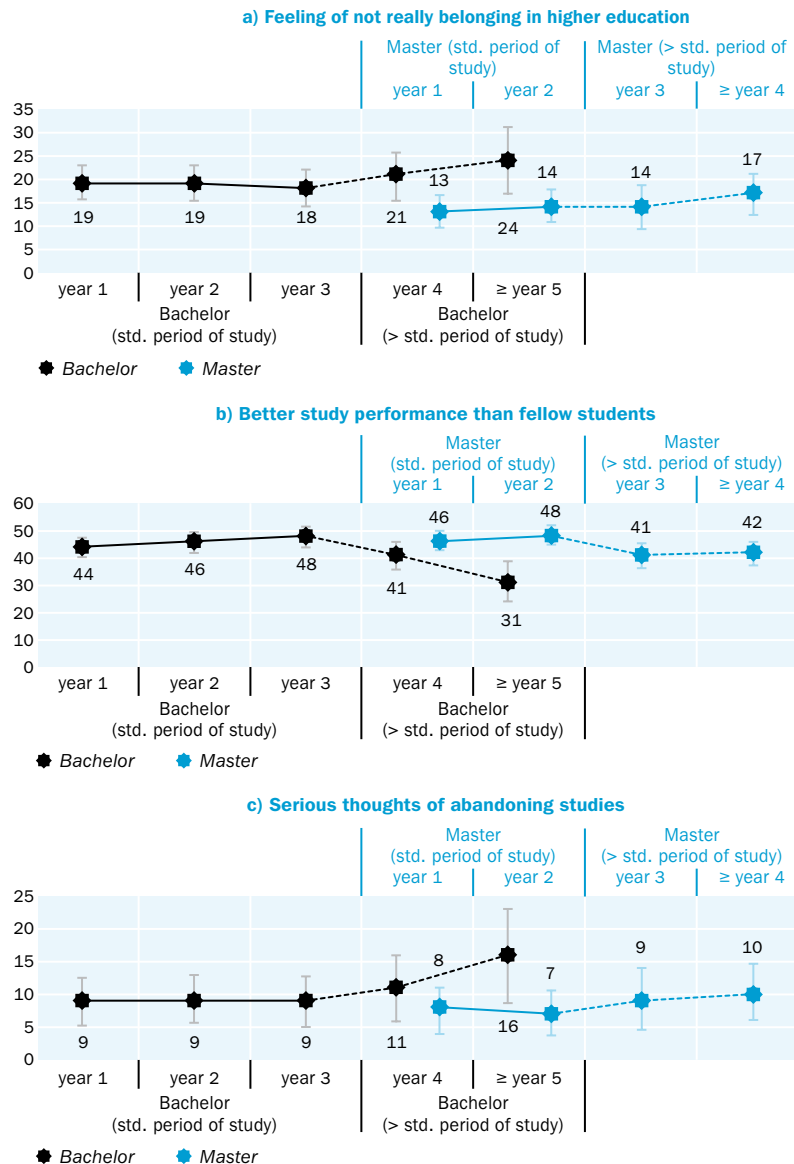 a) Feeling of not really belonging in higher education
Master (std. period of
study)
Master (> std. period of
study)
year 1 year 2 year 3 ≥ year 4
35
30
25
20
15
10
5
0
19 19 18 21 13 24 14 14 17
year 1 year 2 year 3 year 4 ≥ year 5
Bachelor
(std. period of study)
Bachelor
(> std. period of study)
Bachelor Master
b) Better study performance than fellow students
Master
(std. period of study)
Master
(> std. period of study)
year 1 year 2 year 3 ≥ year 4
60
50
40
30
20
10
0
44 46 48 41 46 31 48 41 42
year 1 year 2 year 3 year 4 ≥ year 5
Bachelor
(std. period of study)
Bachelor
(> std. period of study)
Bachelor Master
c) Serious thoughts of abandoning studies
Master
(std. period of study)
Master
(> std. period of study)
year 1 year 2 year 3 ≥ year 4
25
20
15
10
5
0
9 9 9 11 8 16 7 9 10
year 1 year 2 year 3 year 4 ≥ year 5
Bachelor
(std. period of study)
Bachelor
(> std. period of study)
Bachelor Master